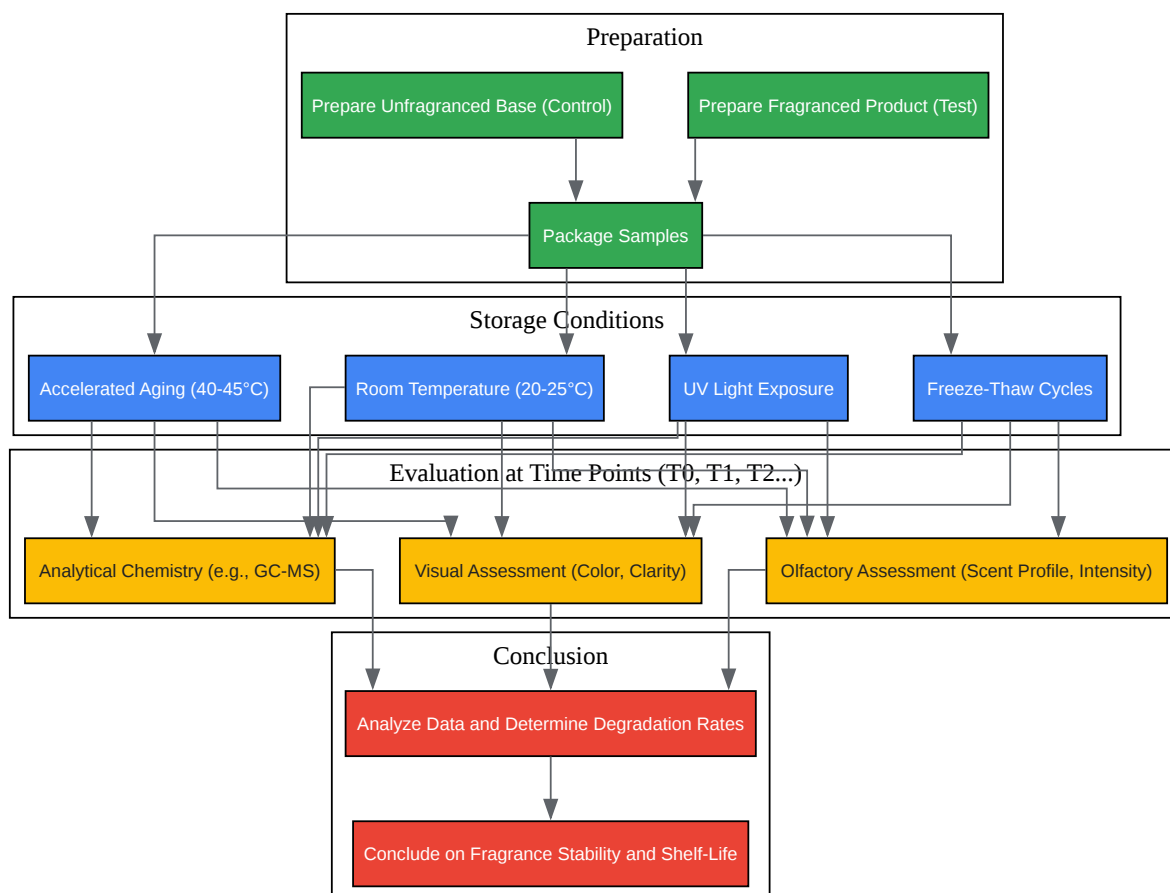 Preparation
Prepare Unfragranced Base (Control)
Prepare Fragranced Product (Test)
Package Samples
Storage Conditions
Accelerated Aging (40-45°C)
Room Temperature (20-25°C)
UV Light Exposure
Freeze-Thaw Cycles
Evaluation at Time Points (T0, T1, T2...)
Analytical Chemistry (e.g., GC-MS)
Visual Assessment (Color, Clarity)
Olfactory Assessment (Scent Profile, Intensity)
Conclusion
Analyze Data and Determine Degradation Rates
Conclude on Fragrance Stability and Shelf-Life